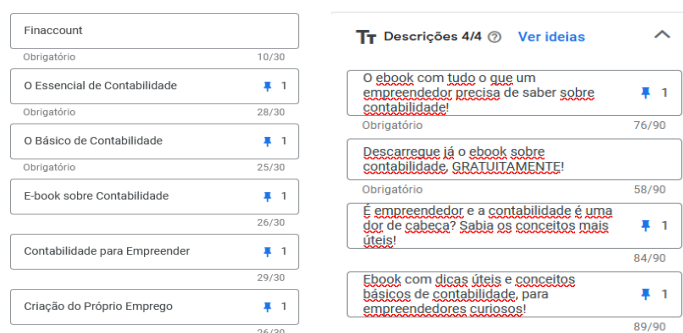 Finaccount
Obrigatório 10/30
O Essencial de Contabilidade 1
Obrigatório 28/30
O Básico de Contabilidade 1
Obrigatório 25/30
E-book sobre Contabilidade 1
26/30
Contabilidade para Empreender 1
29/30
Criação do Próprio Emprego 1
26/30
Descrições 4/4 Ver ideias
O ebook com tudo o que um
empreendedor precisa de saber sobre
contabilidade!
1
Obrigatório 76/90
Descarregue já o ebook sobre
contabilidade, GRATUITAMENTE!
Obrigatório 58/90
É empreendedor e a contabilidade é uma
dor de cabeça? Sabia os conceitos mais
úteis!
1
84/90
Ebook com dicas úteis e conceitos
básicos de contabilidade, para
empreendedores curiosos!
1
89/90